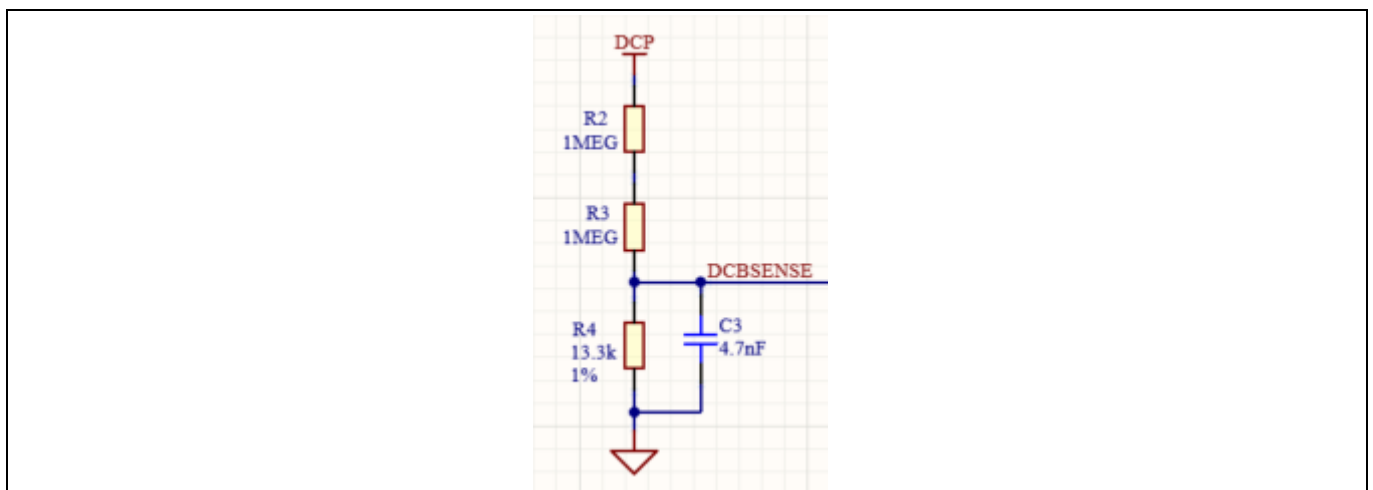 DCP
R2
1MEG
R3
1MEG
DCBSENSE
R4
13.3k
1%
C3
4.7nF